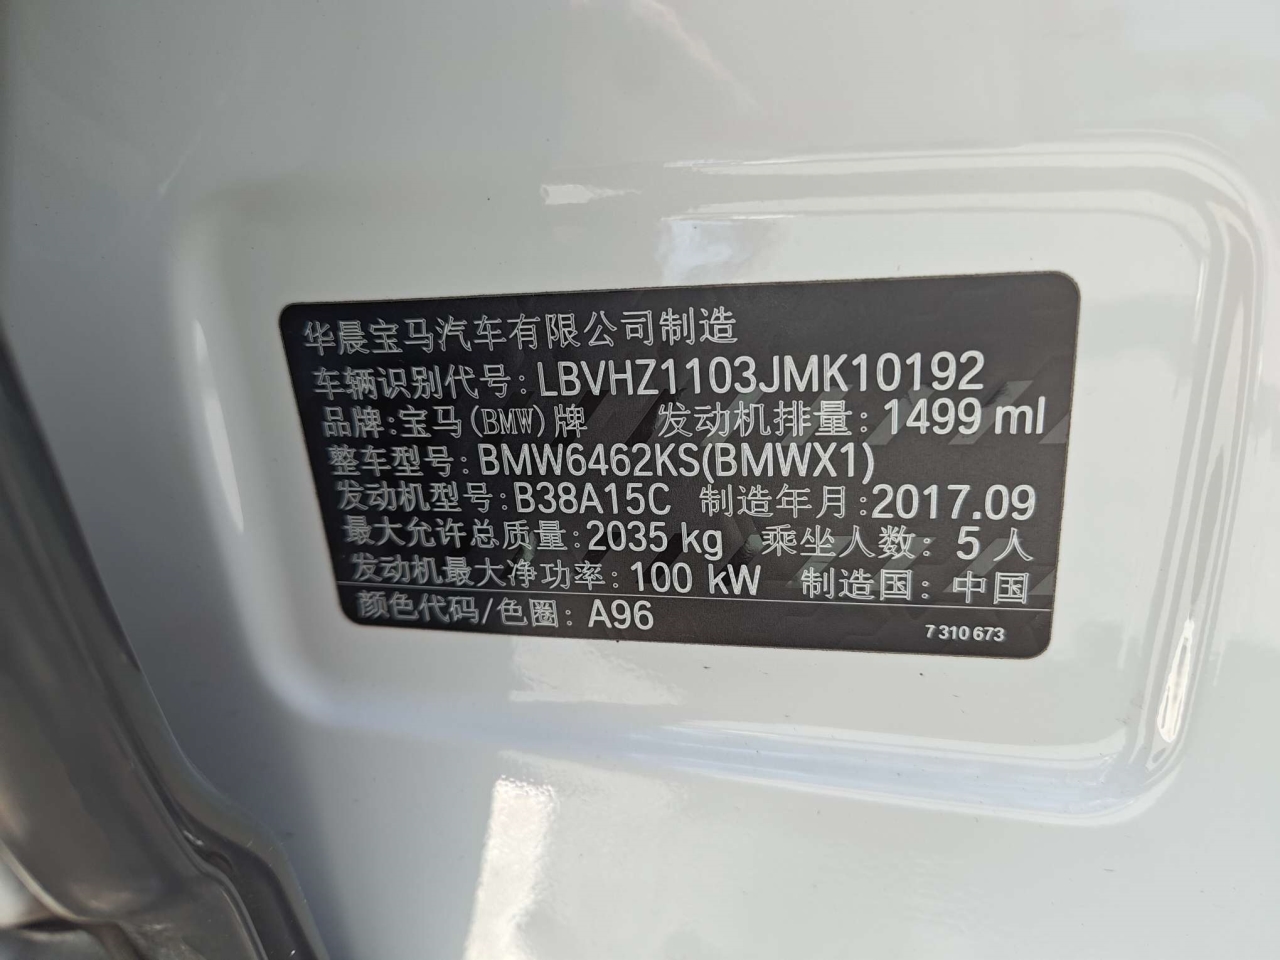 华晨宝马汽车有限公司制造
车辆识别代号:LBVHZ1103JMK10192
品牌:宝马(BMW)牌 发动机排量:1499 ml
整车型号:BMW6462KS(BMWX1)
发动机型号:B38A15C 制造年月:2017.09
最大允许总质量:2035 kg 乘坐人数: 5 人
发动机最大净功率: 100 kW 制造国: 中国
颜色代码/色圈: A96 7 310 673